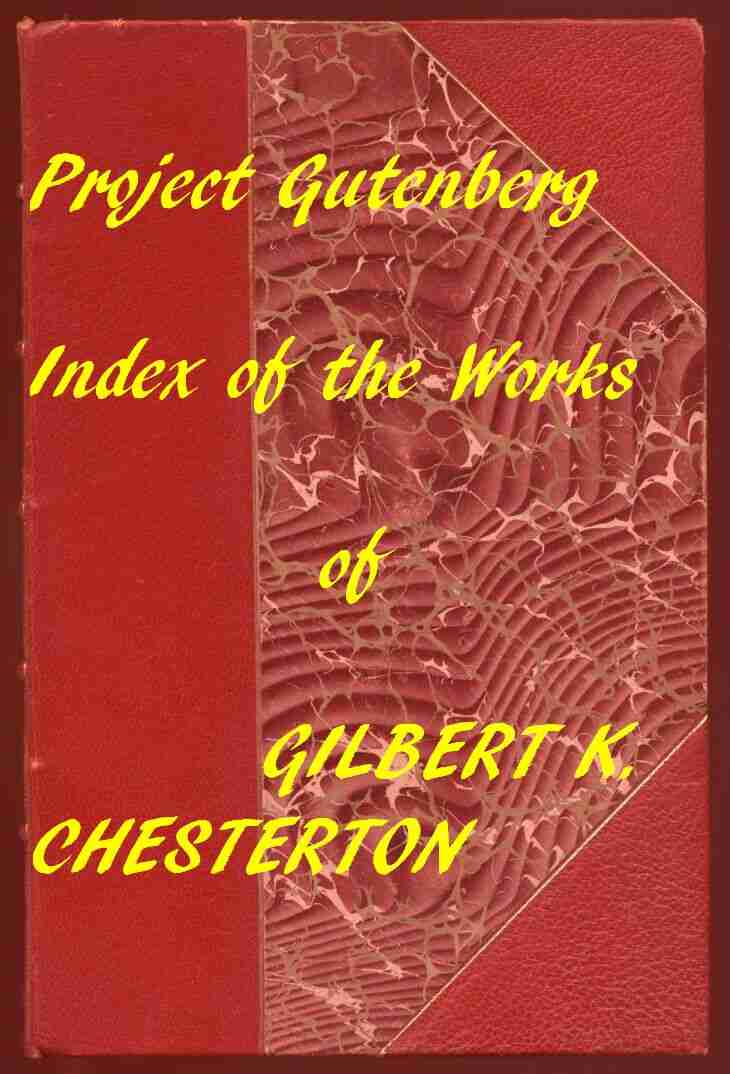 Project Gutenberg
Index of the Works
of
GILBERT K.
CHESTERTON